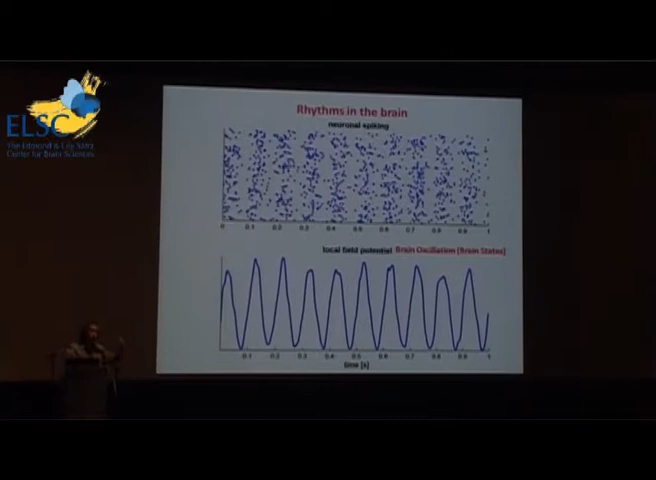 ELSC
The Edmond & Lily Safra
Center for Brain Sciences
Rhythms in the brain
neuronal spiking
0 0.1 0.2 0.3 0.4 0.5 0.6 0.7 0.8 0.9 1
local field potential Brain Oscillation [Brain States]
0.1 0.2 0.3 0.4 0.5 0.6 0.7 0.8 0.9 1
time [s]